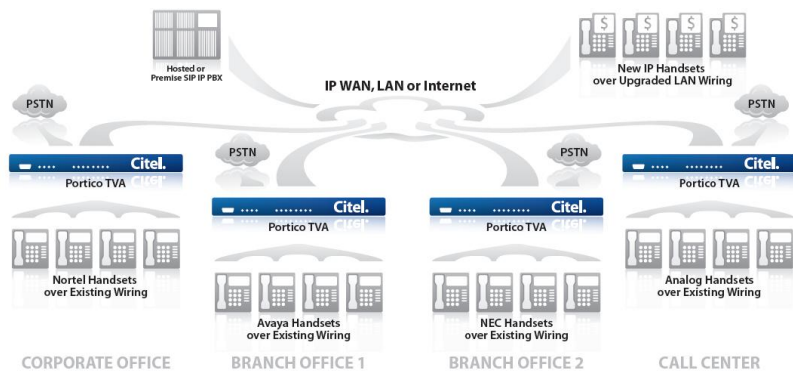 Hosted or
Premise SIP IP PBX
IP WAN, LAN or Internet
$ $ $ $
New IP Handsets
over Upgraded LAN Wiring
PSTN
PSTN
PSTN
PSTN
Citel.
Portico TVA
Citel.
Portico TVA
Citel.
Portico TVA
Citel.
Portico TVA
Nortel Handsets
over Existing Wiring
Avaya Handsets
over Existing Wiring
NEC Handsets
over Existing Wiring
Analog Handsets
over Existing Wiring
CORPORATE OFFICE
BRANCH OFFICE 1
BRANCH OFFICE 2
CALL CENTER